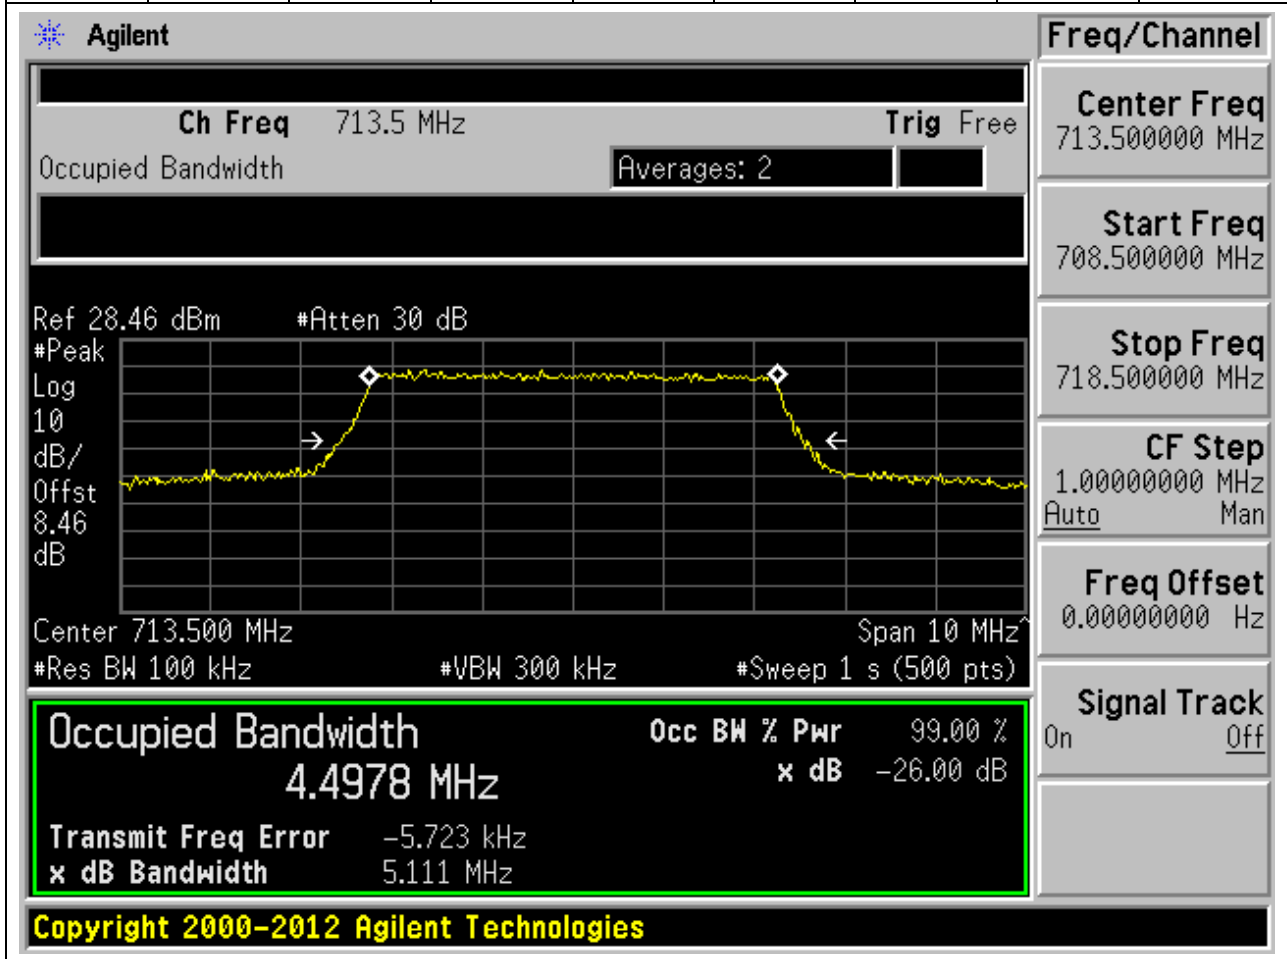 Agilent
Freq/Channel
Ch Freq 713.5 MHz Trig Free
Occupied Bandwidth Averages: 2
Center Freq
713.500000 MHz
Start Freq
708.500000 MHz
Stop Freq
718.500000 MHz
CF Step
1.00000000 MHz
Auto Man
Freq Offset
0.00000000 Hz
Signal Track
On Off
Ref 28.46 dBm #Atten 30 dB
#Peak
Log
10
dB/
Offst
8.46
dB
Center 713.500 MHz Span 10 MHz^
#Res BW 100 kHz #VBW 300 kHz #Sweep 1 s (500 pts)
Occupied Bandwidth Occ BW % Pwr 99.00 %
4.4978 MHz x dB -26.00 dB
Transmit Freq Error -5.723 kHz
x dB Bandwidth 5.111 MHz
Copyright 2000-2012 Agilent Technologies